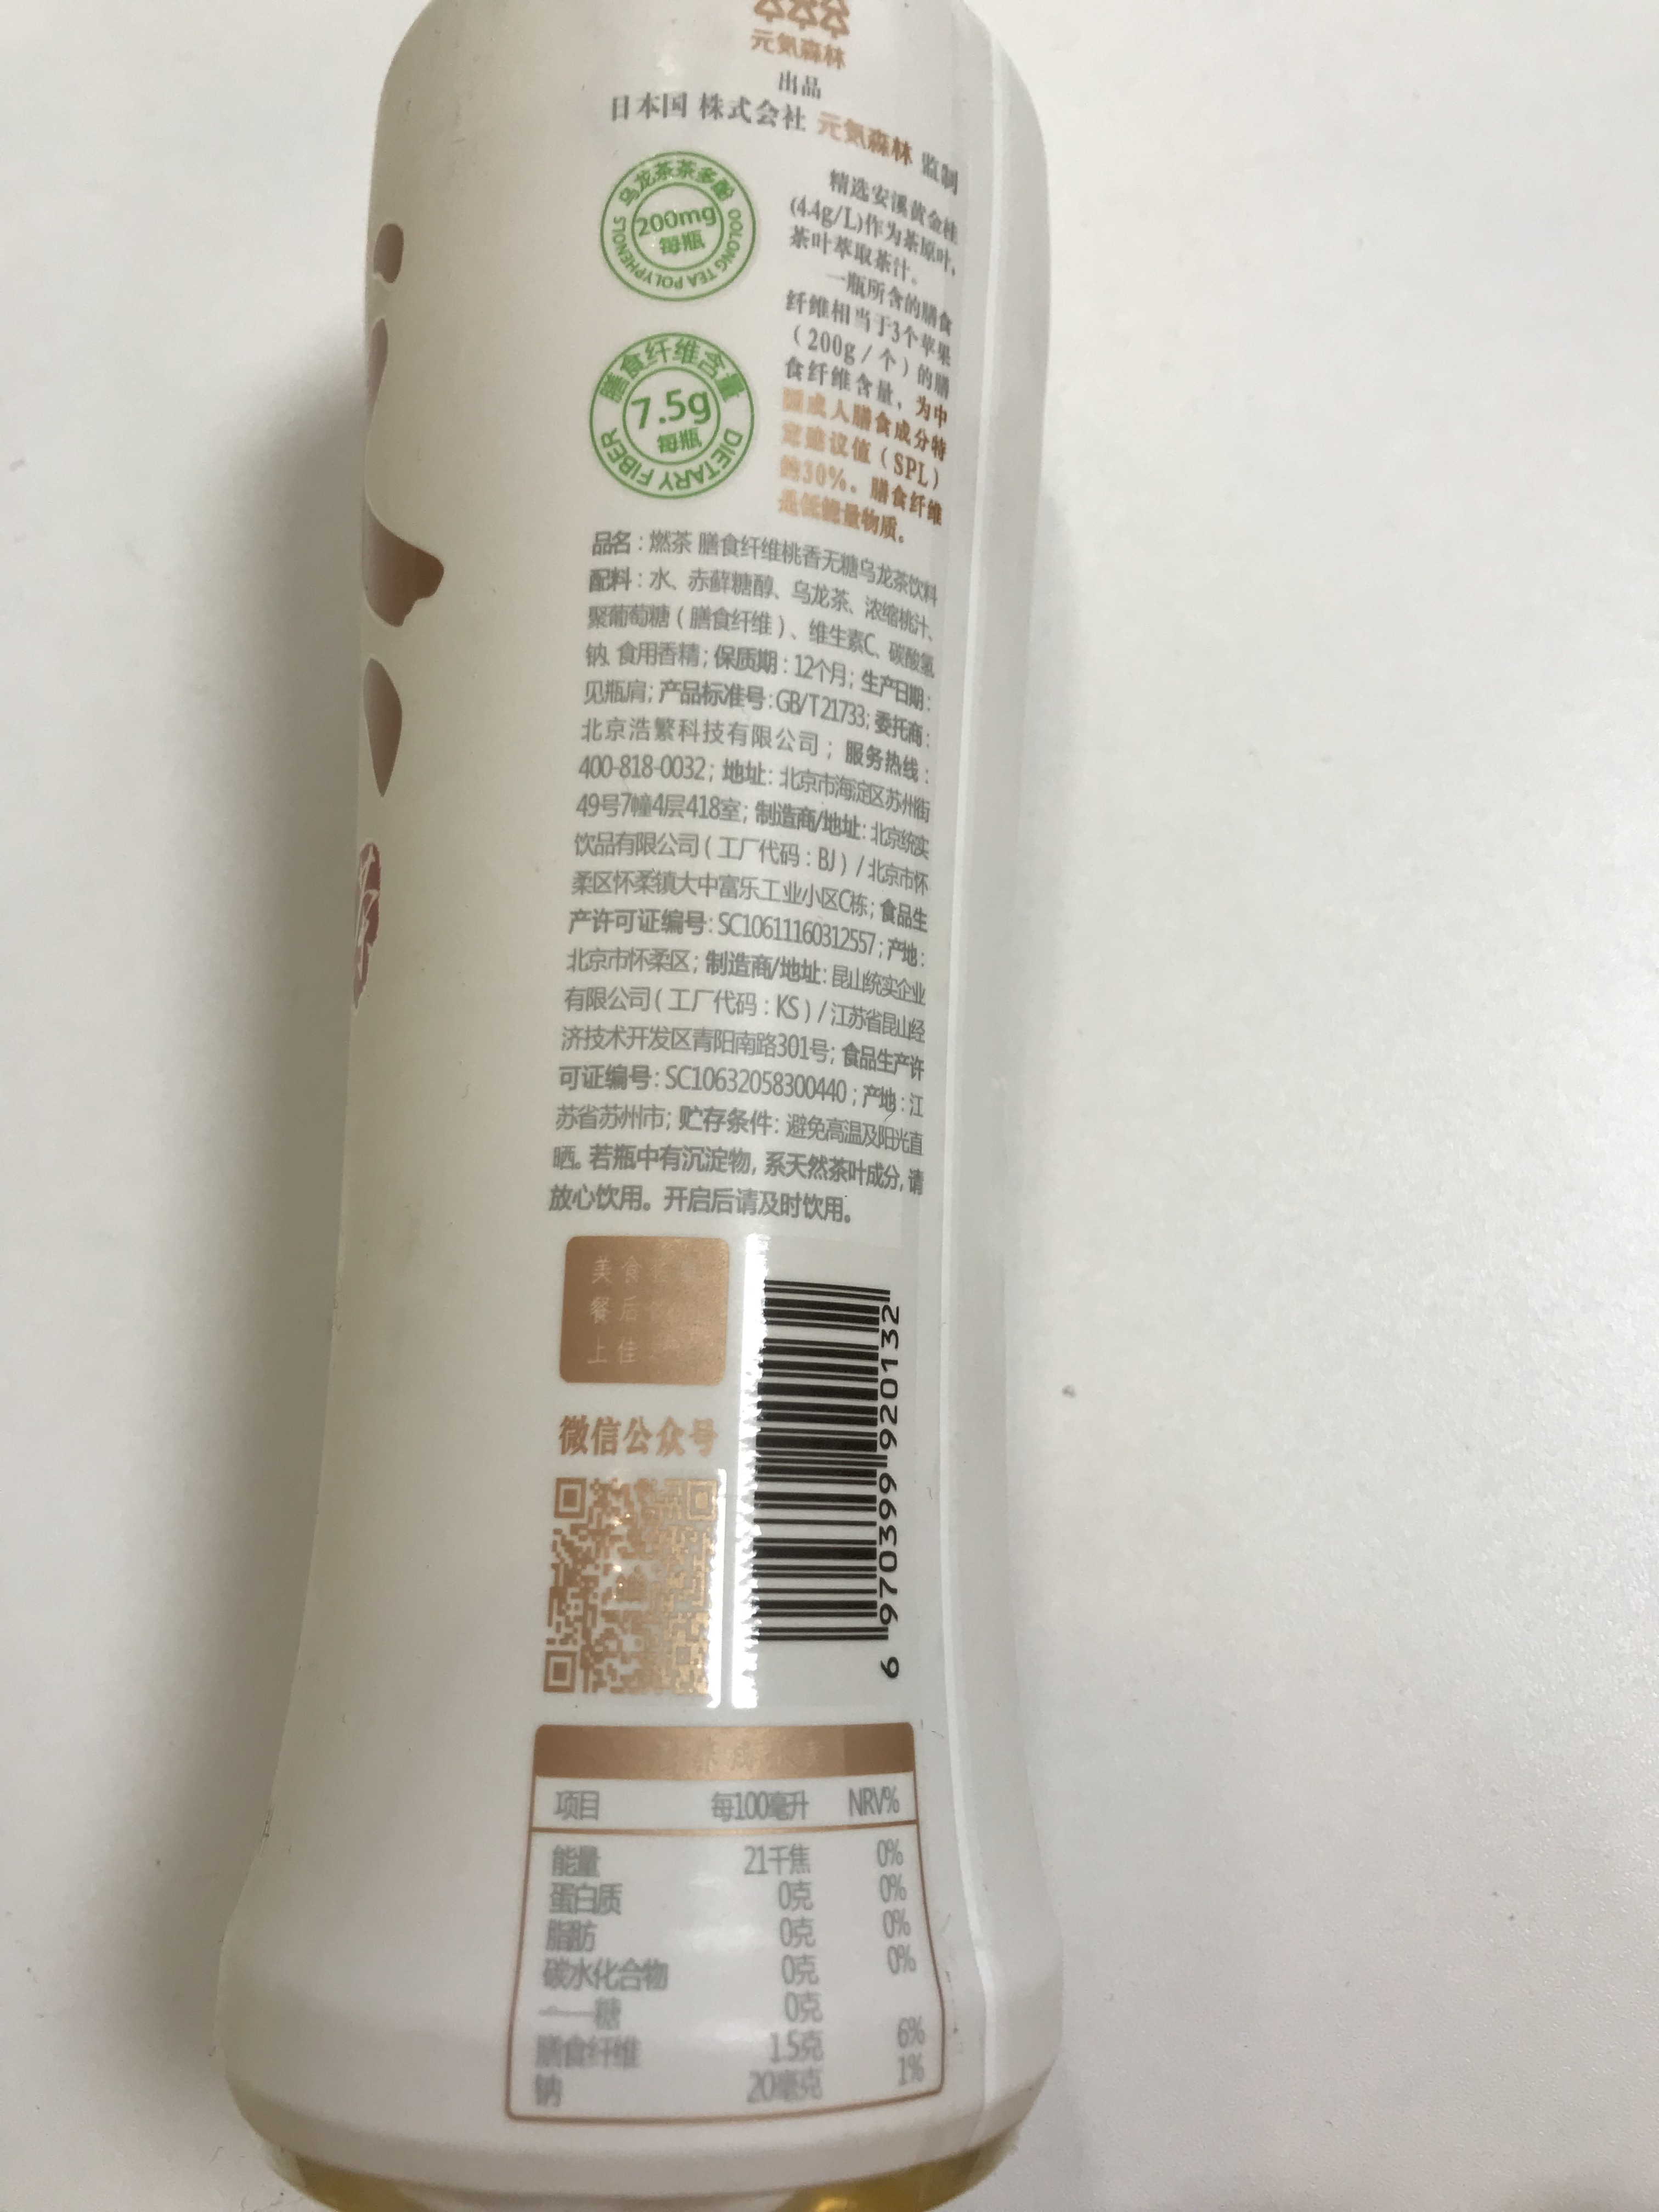 元気森林
出品
日本国 株式会社 元気森林 监制
乌龙茶茶多酚
200mg
每瓶
OOLONG TEA POLYPHENOLS
精选安溪黄金桂
(4.4g/L)作为茶原叶,
茶叶萃取茶汁。
一瓶所含的膳食
纤维相当于3个苹果
（200g/个）的膳
食纤维含量，为中
国成人膳食成分特
定建议值（SPL）
的30%。膳食纤维
是低能量物质。
膳食纤维含量
7.5g
每瓶
DIETARY FIBER
品名：燃茶 膳食纤维桃香无糖乌龙茶饮料
配料：水、赤藓糖醇、乌龙茶、浓缩桃汁、
聚葡萄糖（膳食纤维）、维生素C、碳酸氢
钠、食用香精；保质期：12个月；生产日期：
见瓶肩；产品标准号：GB/T21733；委托商：
北京浩繁科技有限公司；服务热线：
400-818-0032；地址：北京市海淀区苏州街
49号7幢4层418室；制造商/地址：北京统实
饮品有限公司（工厂代码：BJ）/北京市怀
柔区怀柔镇大中富乐工业小区C栋；食品生
产许可证编号：SC10611160312557；产地：
北京市怀柔区；制造商/地址：昆山统实企业
有限公司（工厂代码：KS）/江苏省昆山经
济技术开发区青阳南路301号；食品生产许
可证编号：SC10632058300440；产地：江
苏省苏州市；贮存条件：避免高温及阳光直
晒。若瓶中有沉淀物，系天然茶叶成分，请
放心饮用。开启后请及时饮用。
美食
餐后
上佳
微信公众号
6 970399 920132
项目 每100毫升 NRV%
能量 21千焦 0%
蛋白质 0克 0%
脂肪 0克 0%
碳水化合物 0克 0%
——糖 0克
膳食纤维 1.5克 6%
钠 20毫克 1%